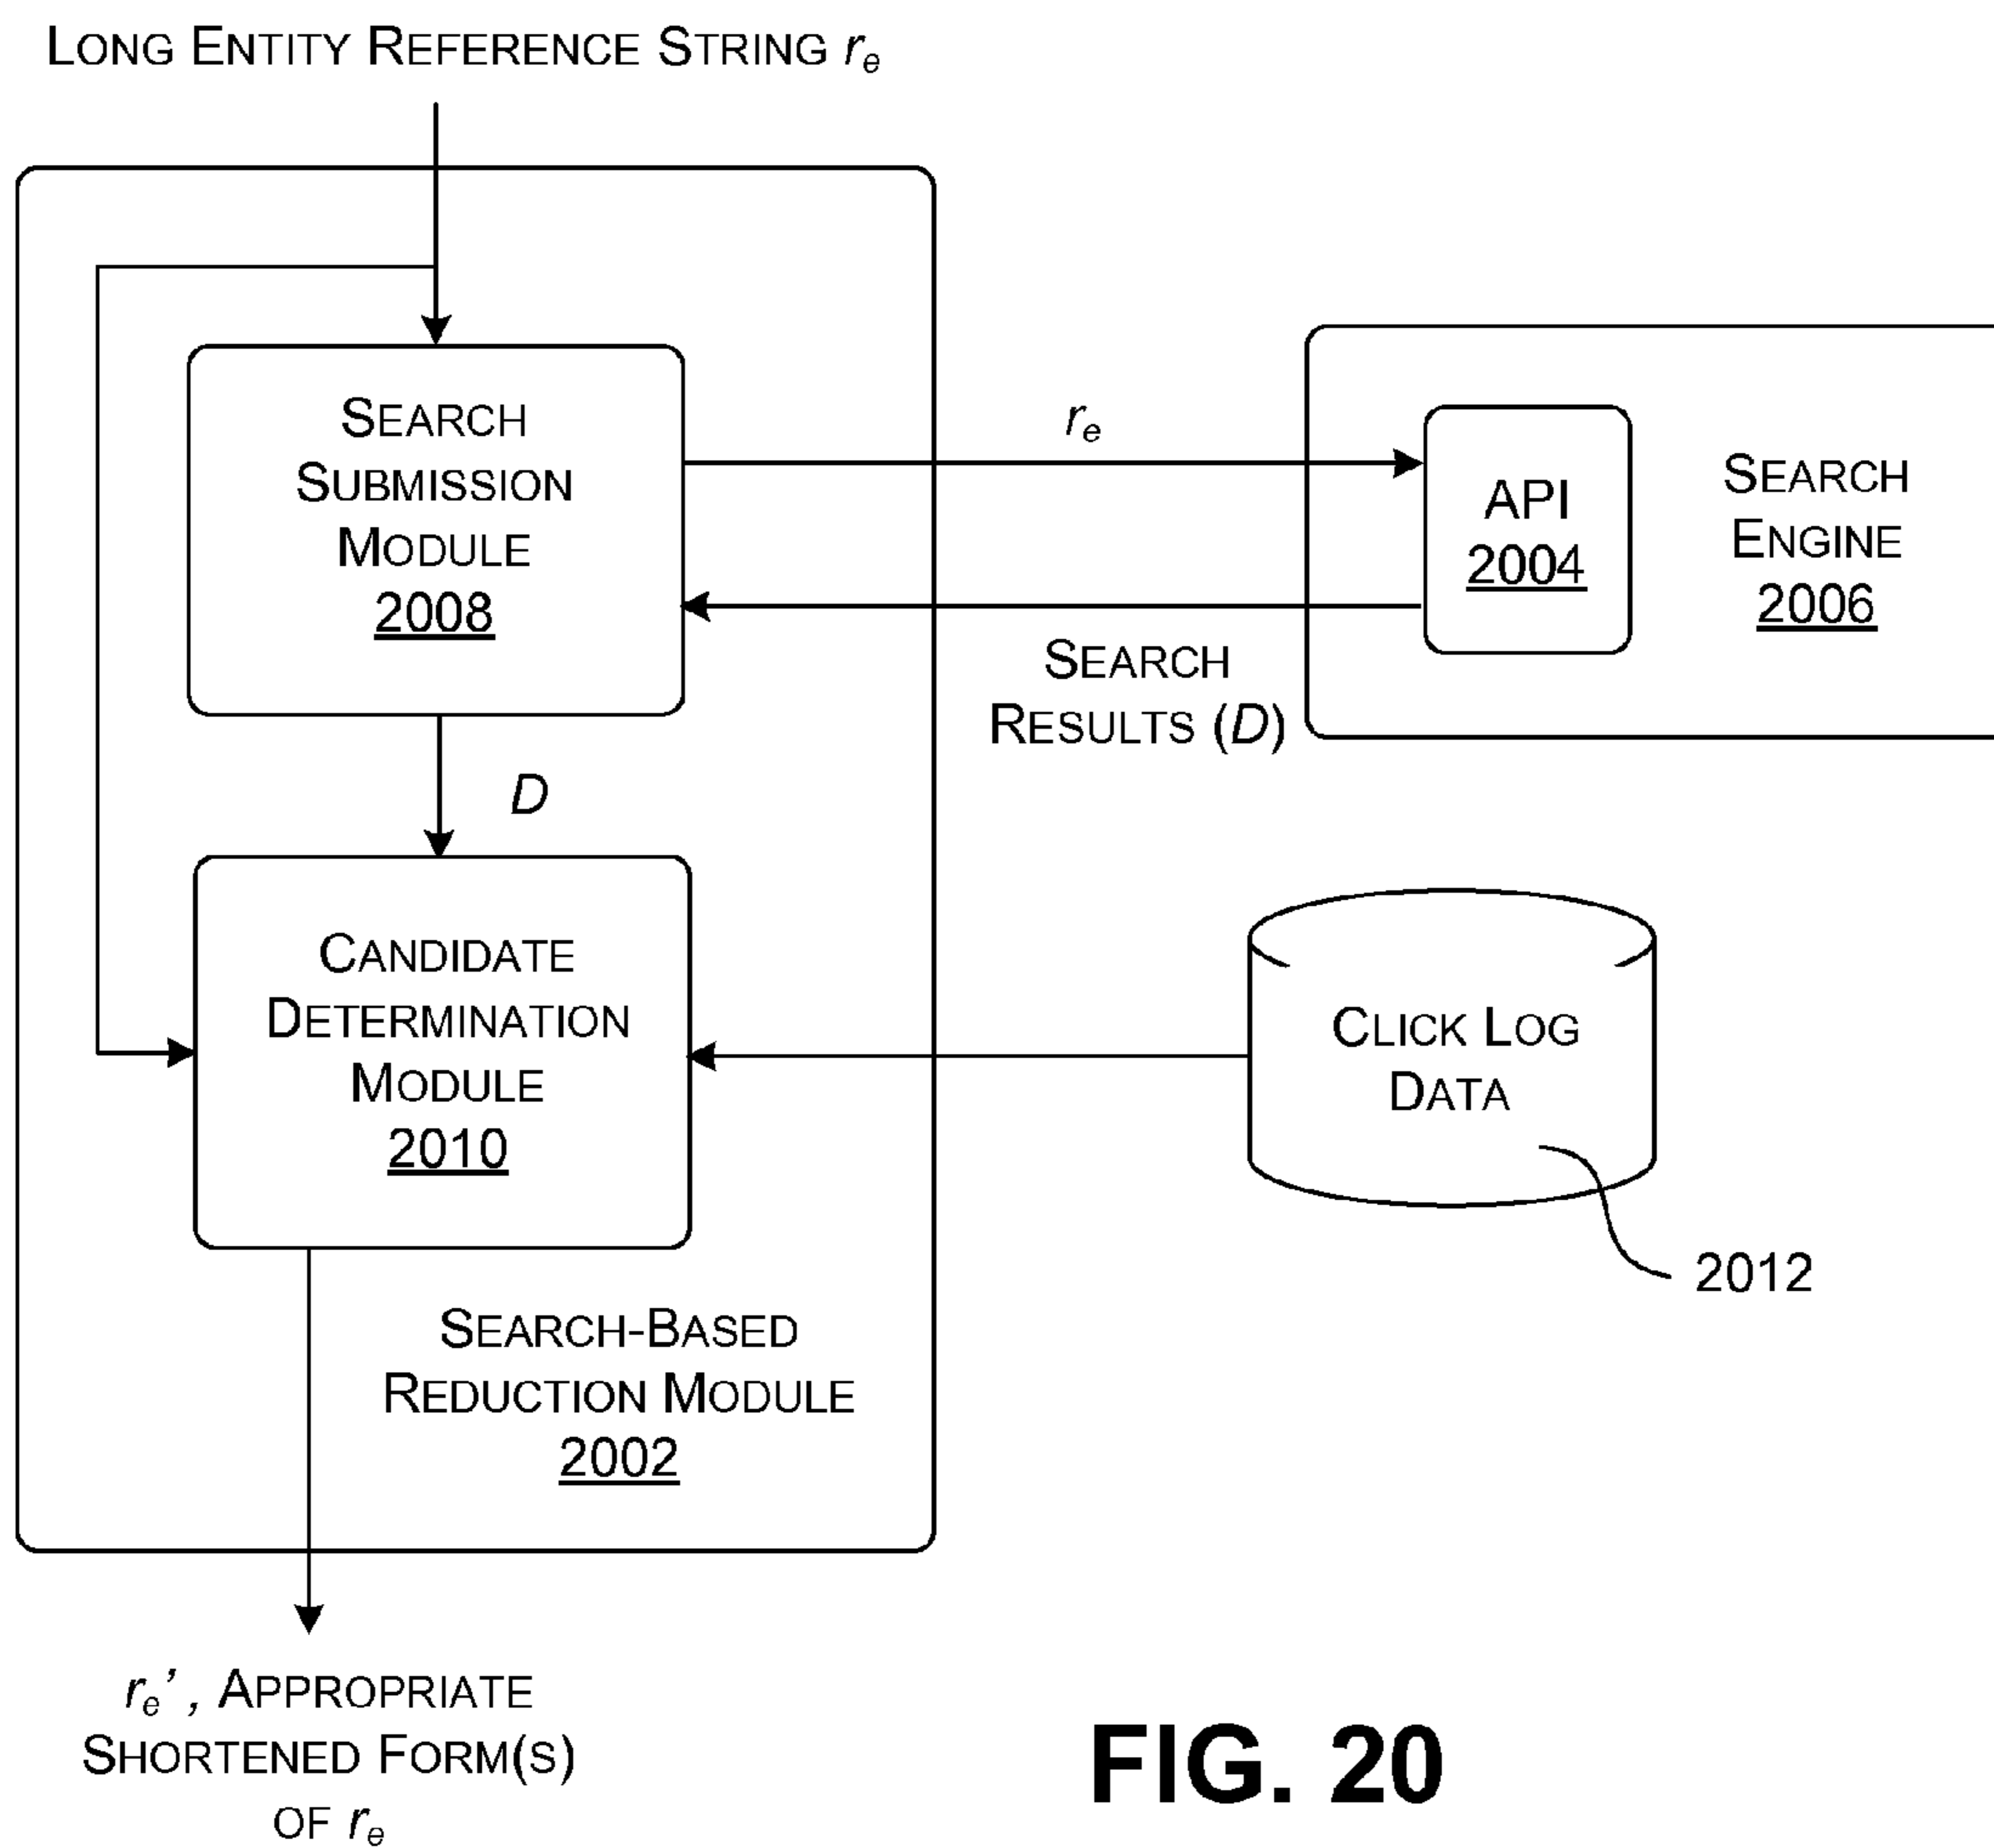 LONG ENTITY REFERENCE STRING re
SEARCH
SUBMISSION
MODULE
2008
re
API
2004
SEARCH
ENGINE
2006
SEARCH
RESULTS (D)
D
CANDIDATE
DETERMINATION
MODULE
2010
CLICK LOG
DATA
2012
SEARCH-BASED
REDUCTION MODULE
2002
re’, APPROPRIATE
SHORTENED FORM(S)
OF re
FIG. 20